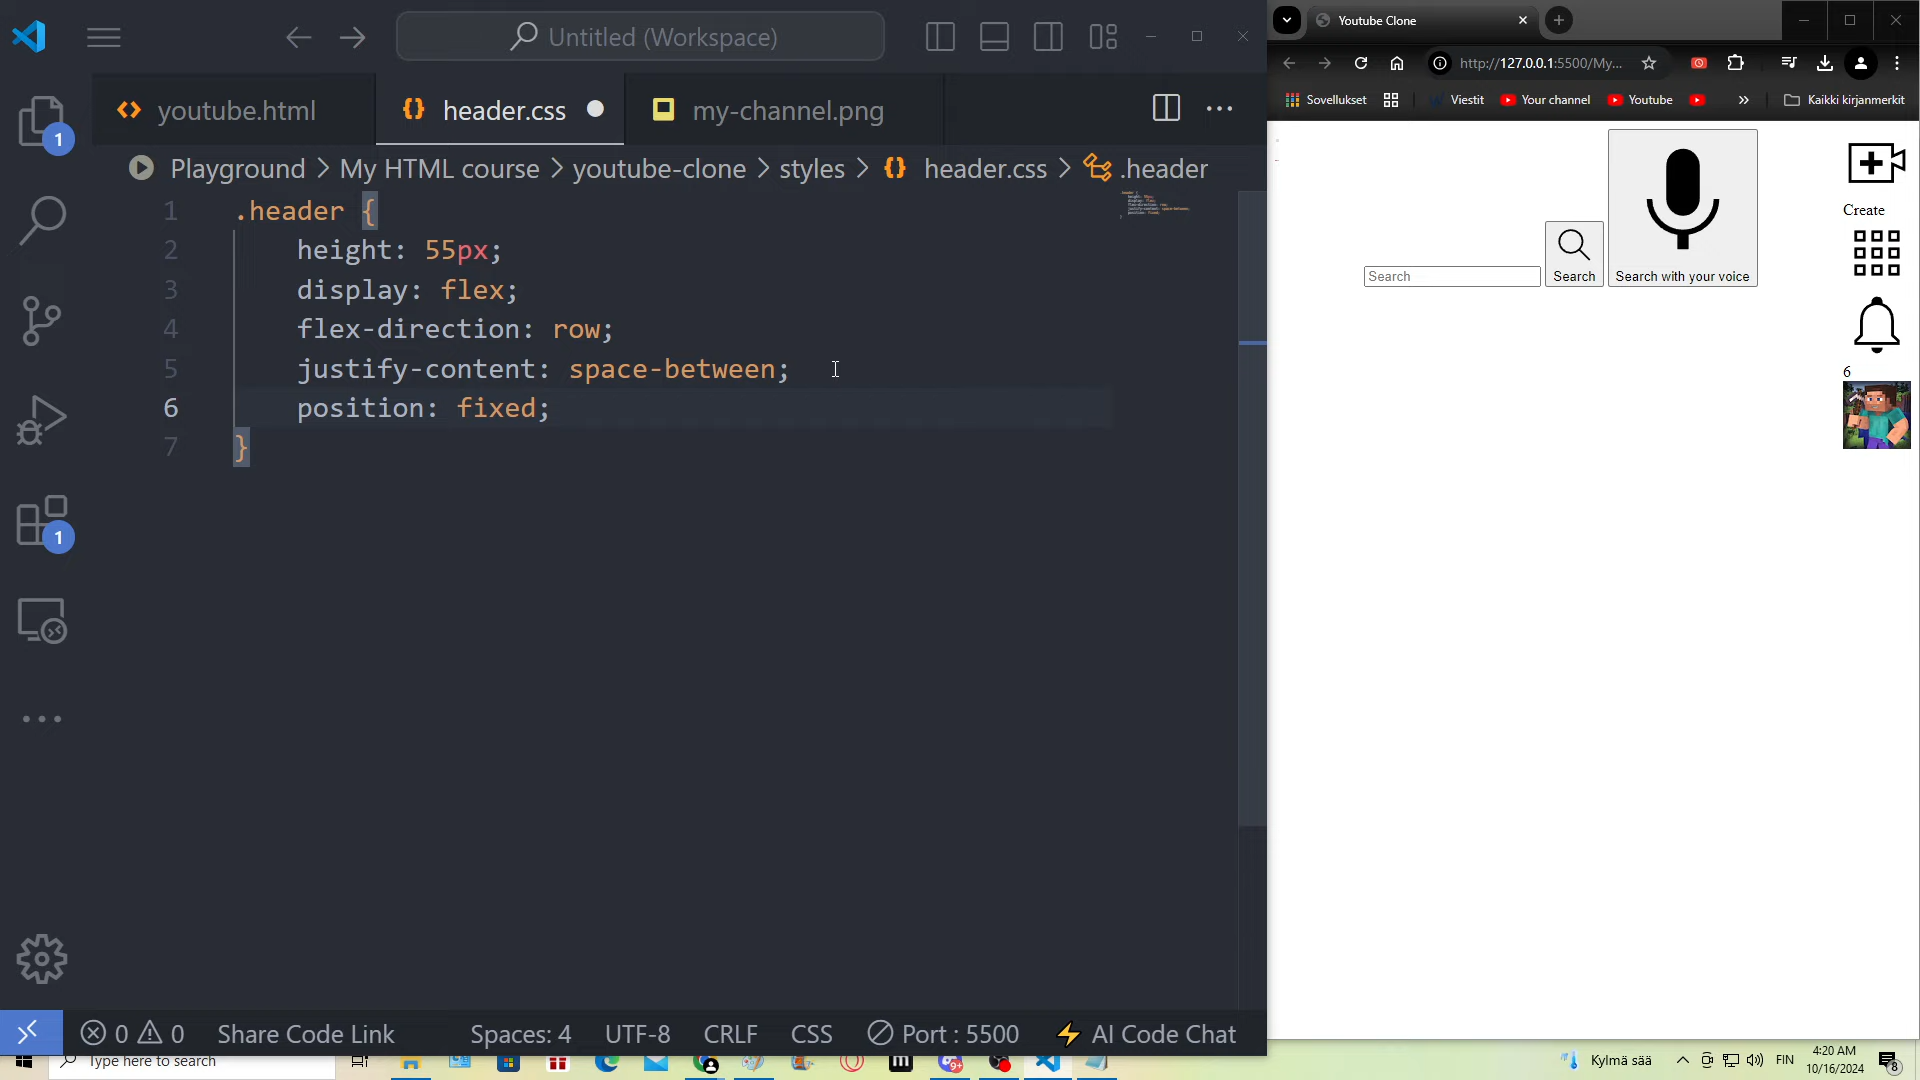 Untitled (Workspace)
youtube.html
header.css
my-channel.png
Playground > My HTML course > youtube-clone > styles > {} header.css > .header
1 .header {
2 height: 55px;
3 display: flex;
4 flex-direction: row;
5 justify-content: space-between;
6 position: fixed;
7 }
1
1
0 0 Share Code Link Spaces: 4 UTF-8 CRLF {} CSS Port : 5500 AI Code Chat
Youtube Clone
http://127.0.0.1:5500/My...
Sovellukset Viestit Your channel Youtube » Kaikki kirjanmerkit
Search
Search
Search with your voice
Create
6
Type here to search
Kylmä sää FIN 4:20 AM
10/16/2024
8
9+